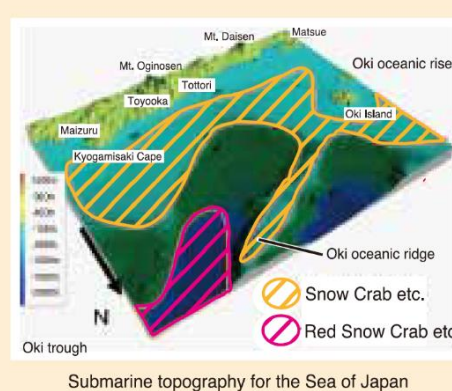 Mt. Daisen
Matsue
Mt. Oginosen
Oki oceanic rise
Tottori
Toyooka
Oki Island
Maizuru
Kyogamisaki Cape
Oki oceanic ridge
N
Snow Crab etc.
Red Snow Crab etc
Oki trough
Submarine topography for the Sea of Japan